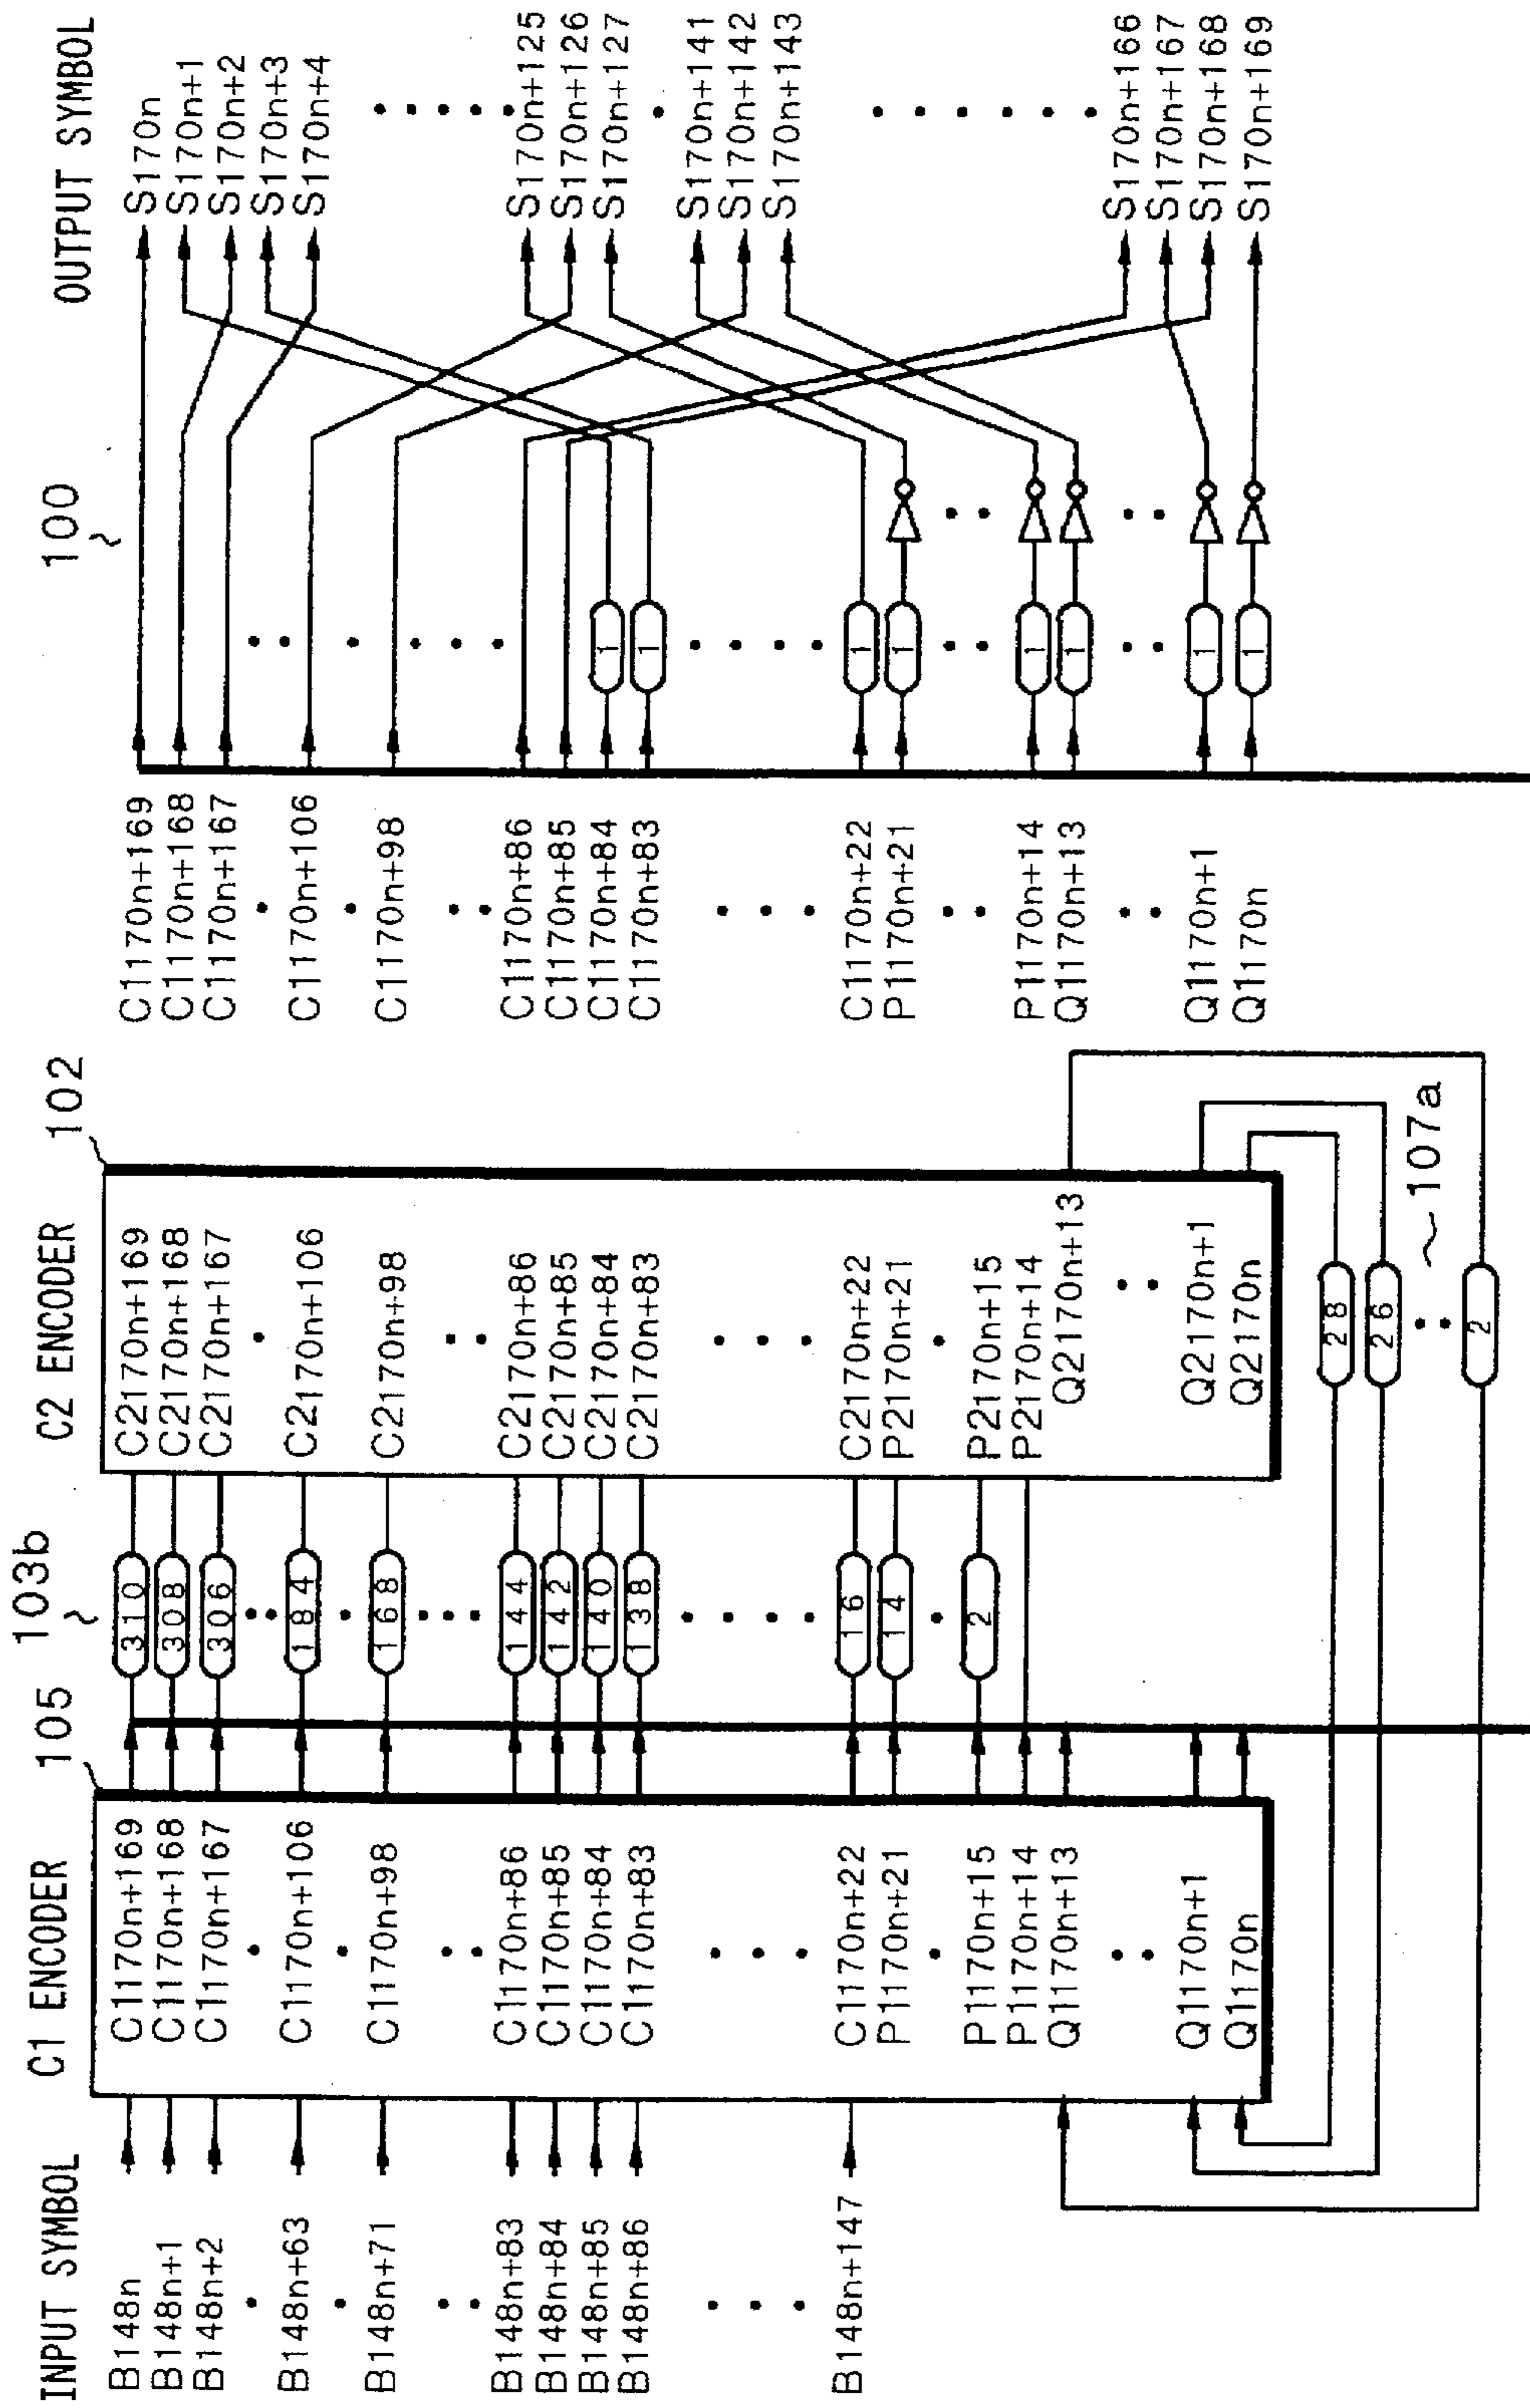 INPUT SYMBOL
B148n
B148n+1
B148n+2
B148n+63
B148n+71
B148n+83
B148n+84
B148n+85
B148n+86
B148n+147
C1 ENCODER
105
C1170n+169
C1170n+168
C1170n+167
C1170n+106
C1170n+98
C1170n+86
C1170n+85
C1170n+84
C1170n+83
C1170n+22
P1170n+21
P1170n+15
P1170n+14
Q1170n+13
Q1170n+1
Q1170n
103b
310
308
306
184
168
144
142
140
138
16
14
2
C2 ENCODER
102
C2170n+169
C2170n+168
C2170n+167
C2170n+106
C2170n+98
C2170n+86
C2170n+85
C2170n+84
C2170n+83
C2170n+22
P2170n+21
P2170n+15
P2170n+14
Q2170n+13
Q2170n+1
Q2170n
28
26
2
107a
C1170n+169
C1170n+168
C1170n+167
C1170n+106
C1170n+98
C1170n+86
C1170n+85
C1170n+84
C1170n+83
C1170n+22
P1170n+21
P1170n+14
Q1170n+13
Q1170n+1
Q1170n
100
1
1
1
1
1
1
1
1
OUTPUT SYMBOL
S170n
S170n+1
S170n+2
S170n+3
S170n+4
S170n+125
S170n+126
S170n+127
S170n+141
S170n+142
S170n+143
S170n+166
S170n+167
S170n+168
S170n+169